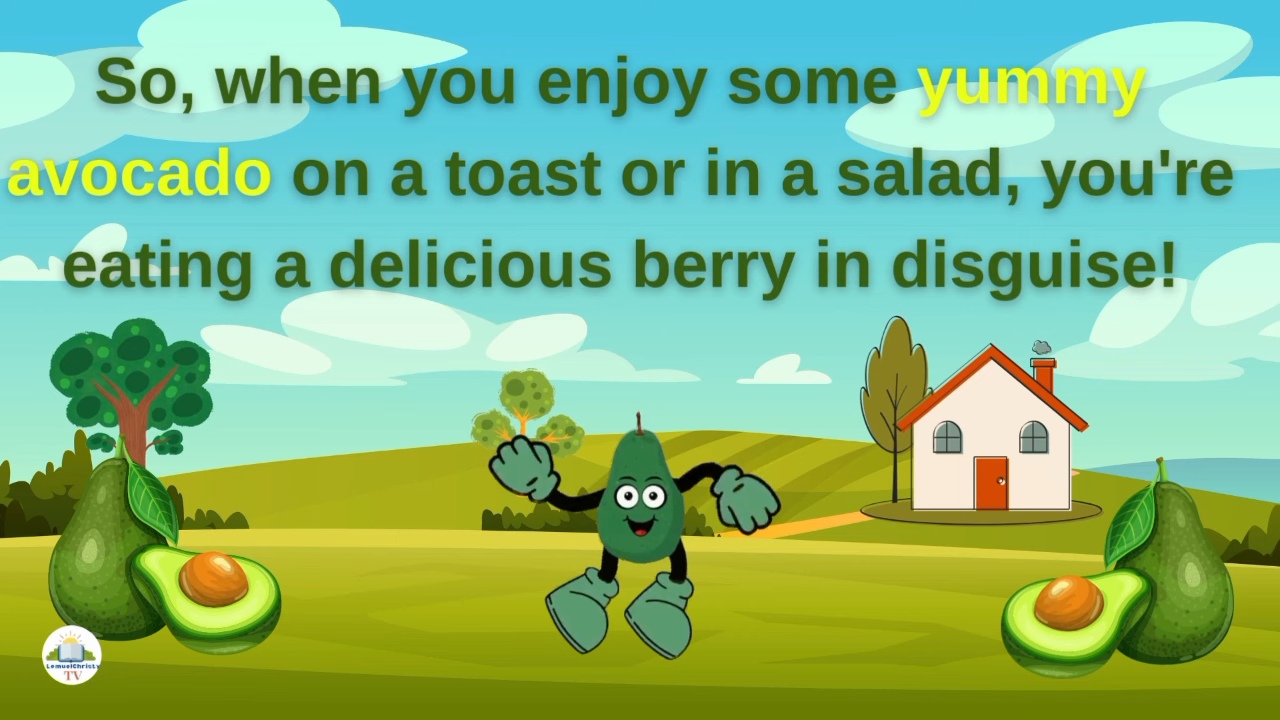 So, when you enjoy some yummy
avocado on a toast or in a salad, you're
eating a delicious berry in disguise!
LemuelChristy
TV